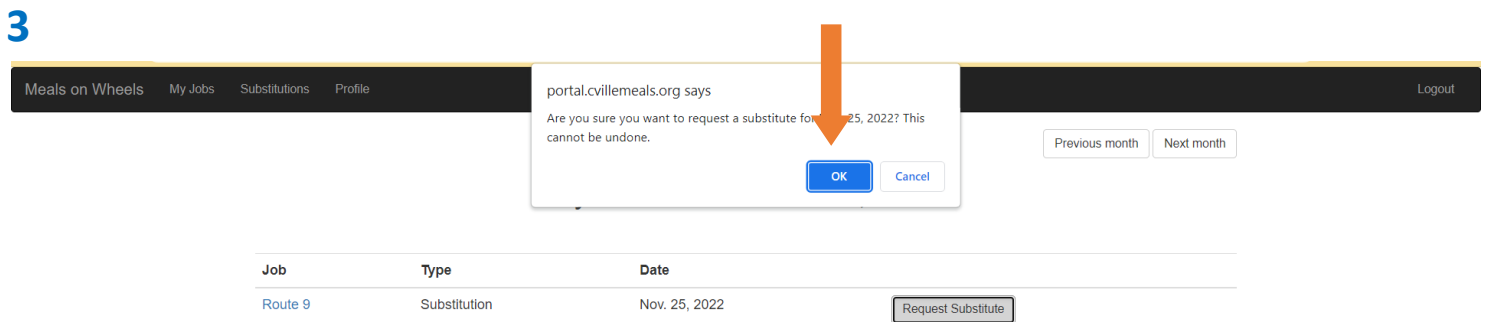 3
Meals on Wheels My Jobs Substitutions Profile Logout
portal.cvillemeals.org says
Are you sure you want to request a substitute for 25, 2022? This
cannot be undone.
OK Cancel
Previous month Next month
Job Type Date
Route 9 Substitution Nov. 25, 2022 Request Substitute